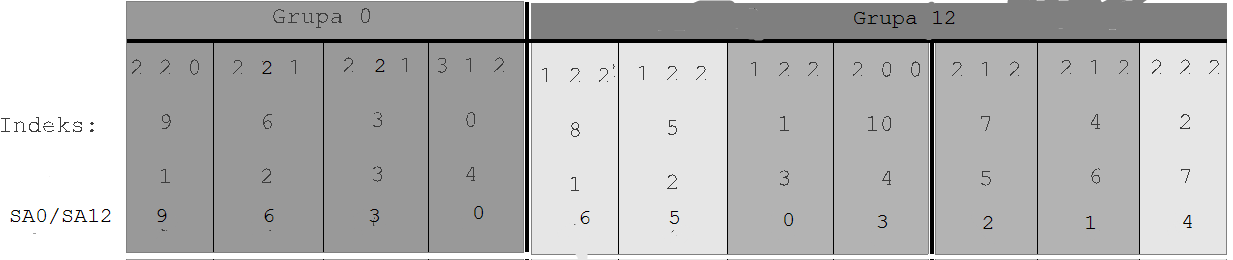 Grupa 0 Grupa 12
2 2 0 2 2 1 2 2 1 3 1 2 1 2 2 1 2 2 1 2 2 2 0 0 2 1 2 2 1 2 2 2 2
Indeks: 9 6 3 0 8 5 1 10 7 4 2
1 2 3 4 1 2 3 4 5 6 7
SA0/SA12 9 6 3 0 6 5 0 3 2 1 4